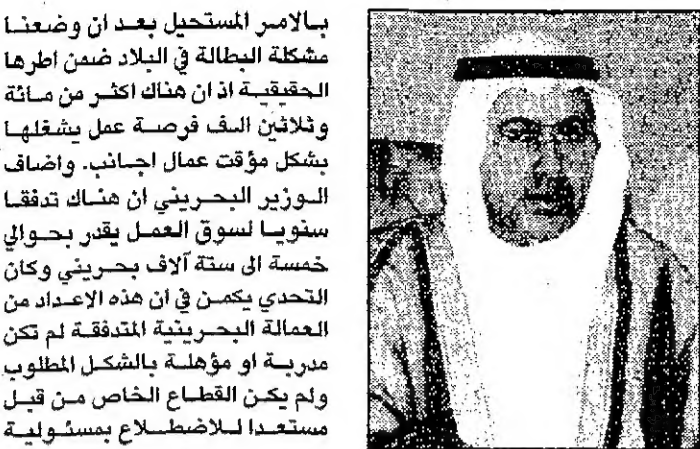 بالامر المستحيل بعد ان وضعنا
مشكلة البطالة في البلاد ضمن اطرها
الحقيقية اذ ان هناك اكثر من مائة
وثلاثين الف فرصة عمل يشغلها
بشكل مؤقت عمال اجانب. واضاف
الوزير البحريني ان هناك تدفقا
سنويا لسوق العمل يقدر بحوالي
خمسة الى ستة آلاف بحريني وكان
التحدي يكمن في ان هذه الاعداد من
العمالة البحرينية المتدفقة لم تكن
مدربة او مؤهلة بالشكل المطلوب
ولم يكن القطاع الخاص من قبل
مستعدا للاضطلاع بمسئولية